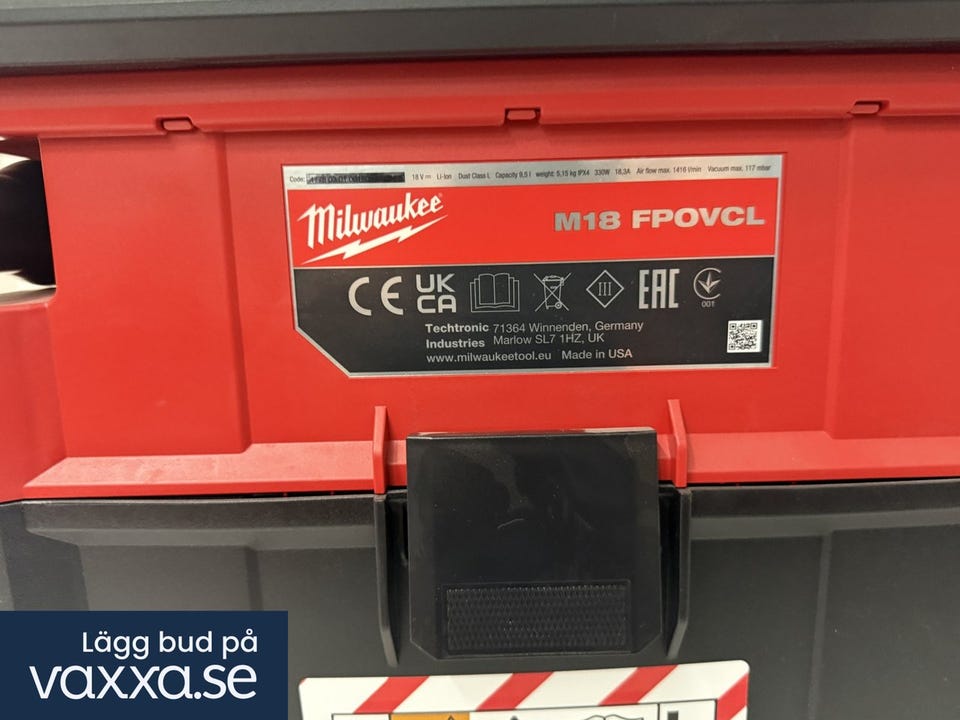 Code: 18 V Li-Ion Dust Class L Capacity 9,5 l weight: 5,15 kg IPX4 330W 18,3A Air flow max. 1416 l/min Vacuum max. 117 mbar
Milwaukee
M18 FPOVCL
CE UK CA III EAC 001
Techtronic 71364 Winnenden, Germany
Industries Marlow SL7 1HZ, UK
www.milwaukeetool.eu Made in USA
Lägg bud på
vaxxa.se